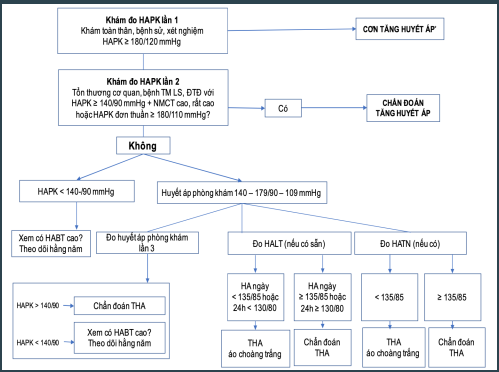 Khám đo HAPK lần 1
Khám toàn thân, bệnh sử, xét nghiệm
HAPK ≥ 180/120 mmHg
CƠN TĂNG HUYẾT ÁP*
Khám đo HAPK lần 2
Tổn thương cơ quan, bệnh TM LS, ĐTĐ với
HAPK ≥ 140/90 mmHg + NMCT cao, rất cao
hoặc HAPK đơn thuần ≥ 180/110 mmHg?
Có
CHẨN ĐOÁN
TĂNG HUYẾT ÁP
Không
HAPK < 140-/90 mmHg
Huyết áp phòng khám 140 – 179/90 – 109 mmHg
Xem có HABT cao?
Theo dõi hằng năm
Đo huyết áp phòng khám
lần 3
Đo HALT (nếu có sẵn)
Đo HATN (nếu có)
HAPK > 140/90
Chẩn đoán THA
HAPK < 140/90
Xem có HABT cao?
Theo dõi hằng năm
HA ngày
< 135/85 hoặc
24h < 130/80
HA ngày
≥ 135/85 hoặc
24h ≥ 130/80
< 135/85
≥ 135/85
THA
áo choàng trắng
Chẩn đoán
THA
THA
áo choàng trắng
Chẩn đoán
THA